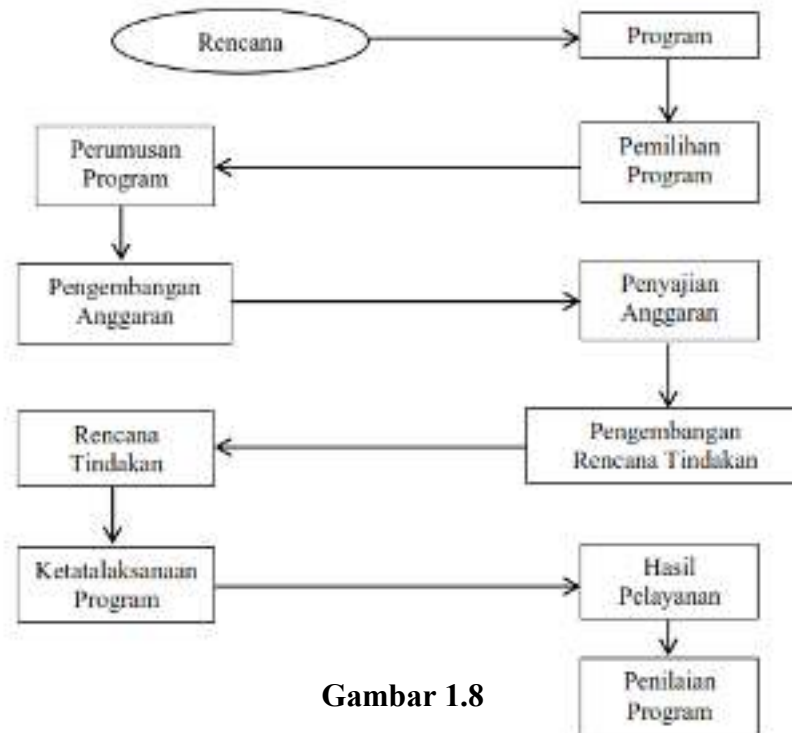 Rencana
Program
Pemilihan
Program
Perumusan
Program
Pengembangan
Anggaran
Penyajian
Anggaran
Pengembangan
Rencana Tindakan
Rencana
Tindakan
Ketatalaksanaan
Program
Hasil
Pelayanan
Penilaian
Program
Gambar 1.8